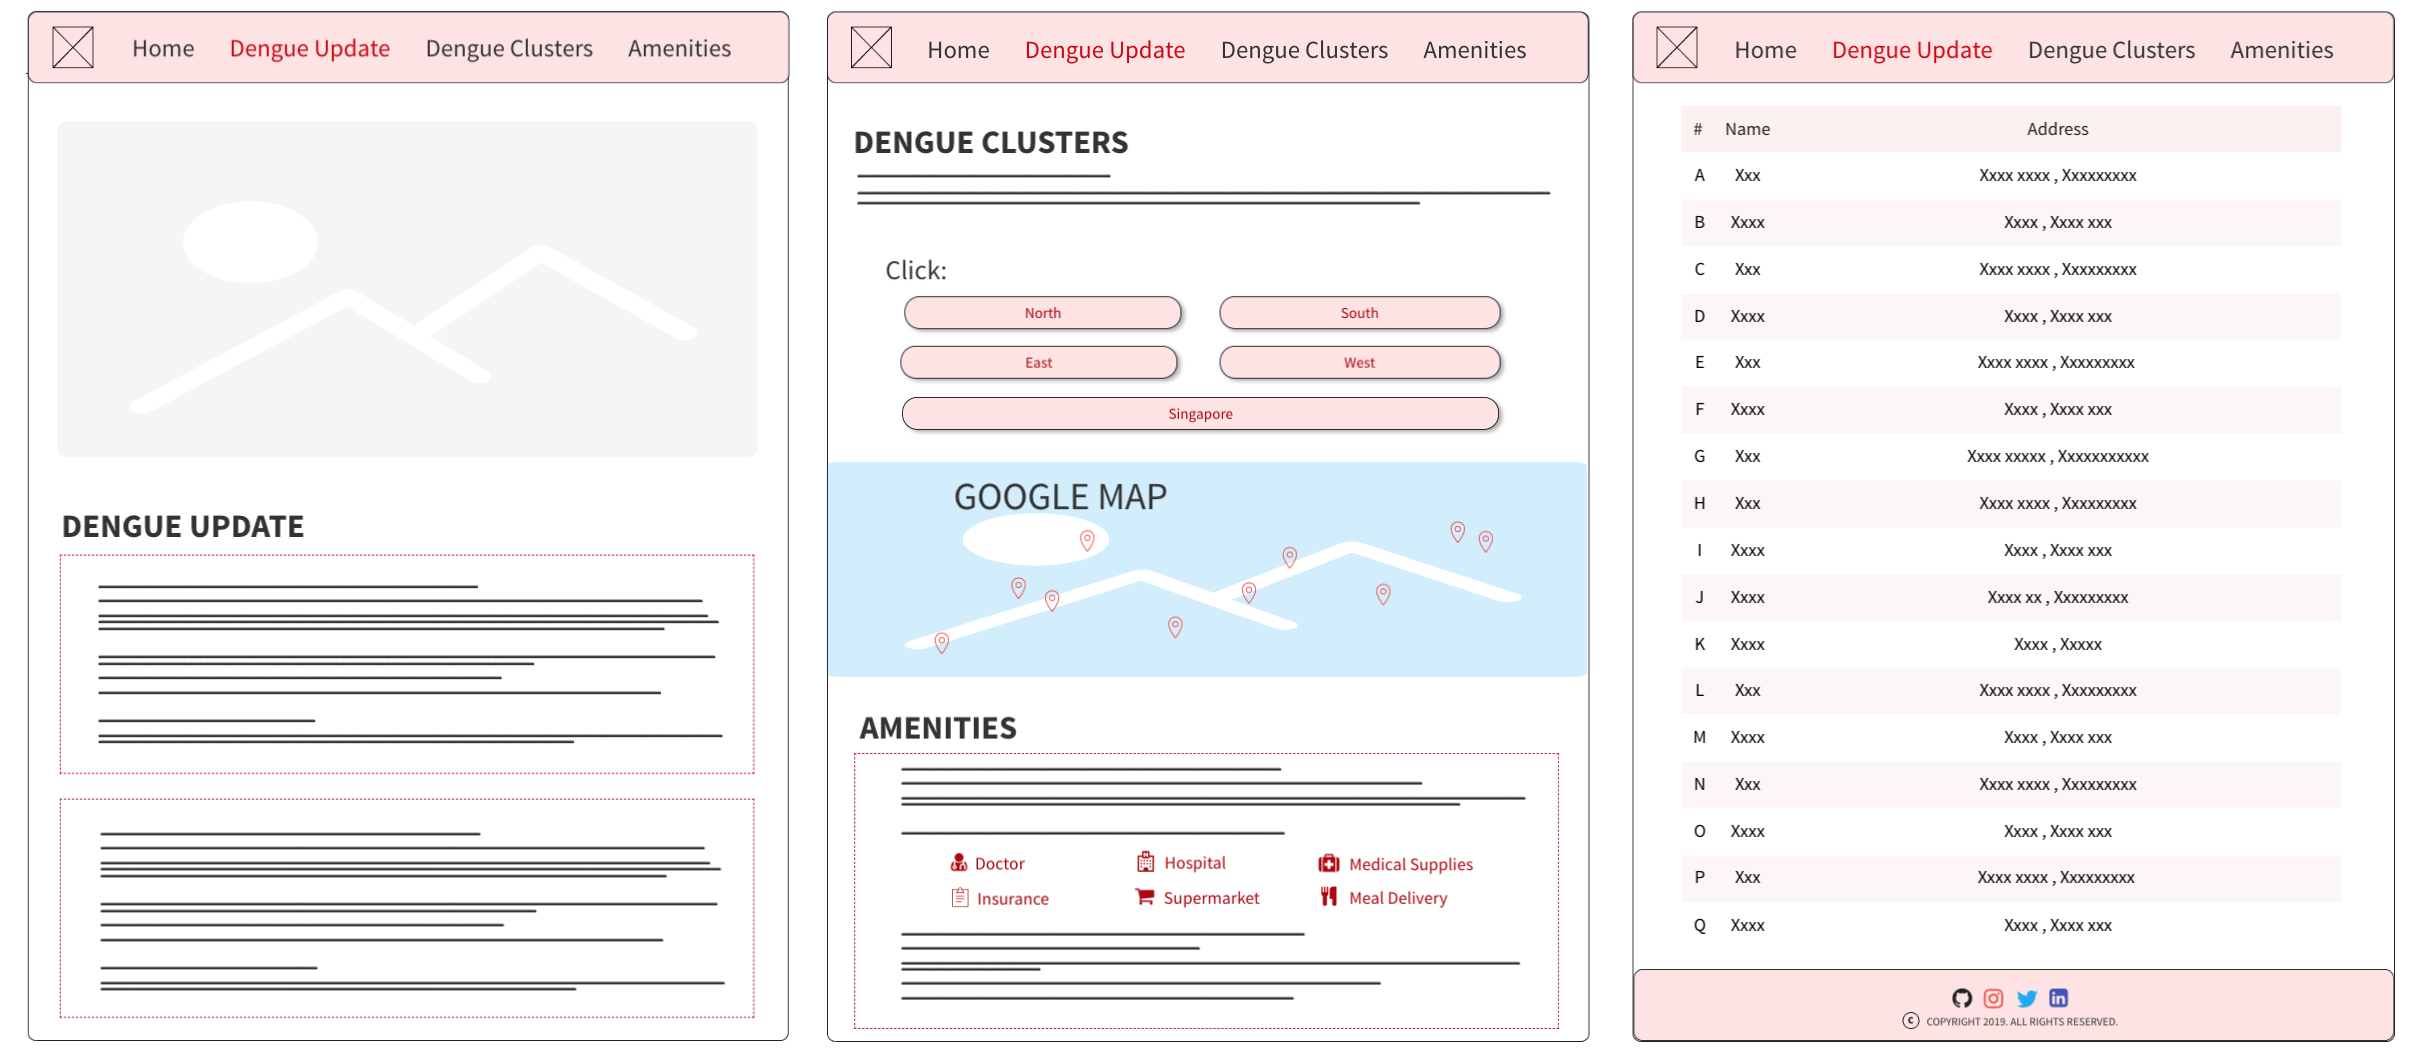 Home Dengue Update Dengue Clusters Amenities
DENGUE UPDATE
Home Dengue Update Dengue Clusters Amenities
DENGUE CLUSTERS
Click:
North South
East West
Singapore
GOOGLE MAP
AMENITIES
Doctor Hospital Medical Supplies
Insurance Supermarket Meal Delivery
Home Dengue Update Dengue Clusters Amenities
# Name Address
A Xxx Xxxx xxxx , Xxxxxxxxx
B Xxxx Xxxx , Xxxx xxx
C Xxx Xxxx xxxx , Xxxxxxxxx
D Xxxx Xxxx , Xxxx xxx
E Xxx Xxxx xxxx , Xxxxxxxxx
F Xxxx Xxxx , Xxxx xxx
G Xxx Xxxx xxxxx , Xxxxxxxxxxx
H Xxx Xxxx xxxx , Xxxxxxxxx
I Xxxx Xxxx , Xxxx xxx
J Xxxx Xxxx xx , Xxxxxxxx
K Xxxx Xxxx , Xxxxx
L Xxx Xxxx xxxx , Xxxxxxxxx
M Xxxx Xxxx , Xxxx xxx
N Xxx Xxxx xxxx , Xxxxxxxxx
O Xxxx Xxxx , Xxxx xxx
P Xxx Xxxx xxxx , Xxxxxxxxx
Q Xxxx Xxxx , Xxxx xxx
© COPYRIGHT 2019. ALL RIGHTS RESERVED.